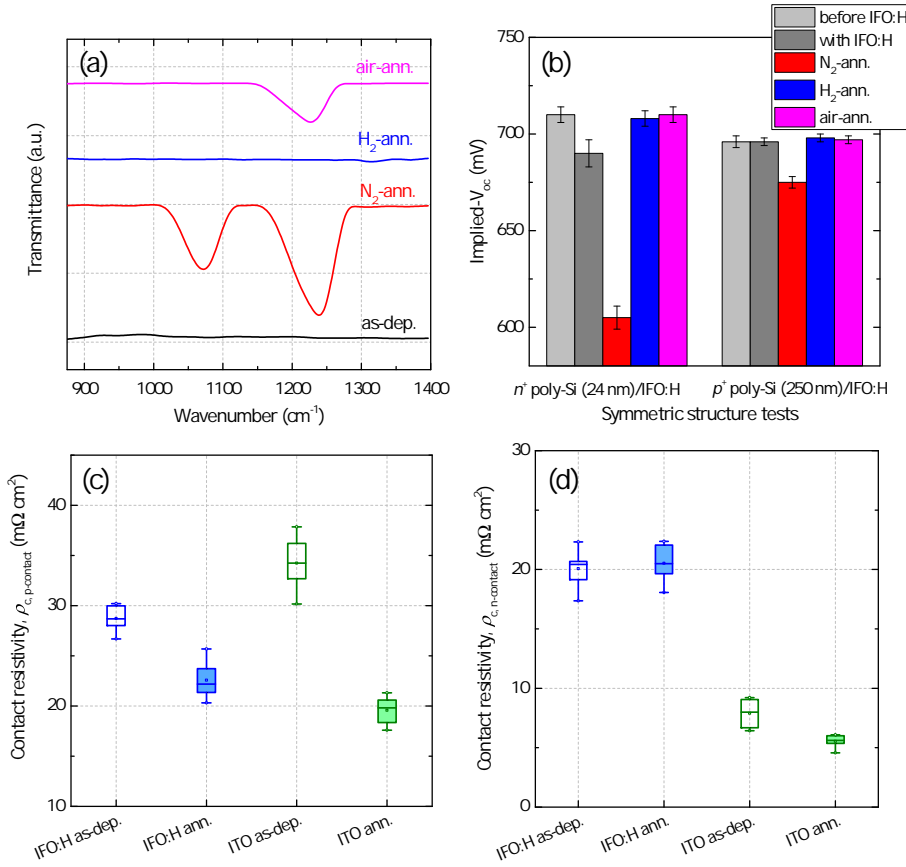 (a)
air-ann.
H₂-ann.
N₂-ann.
as-dep.
Transmittance (a.u.)
900 1000 1100 1200 1300 1400
Wavenumber (cm⁻¹)
(b)
before IFO:H
with IFO:H
N₂-ann.
H₂-ann.
air-ann.
750
700
650
600
Implied-V_oc (mV)
n⁺ poly-Si (24 nm)/IFO:H p⁺ poly-Si (250 nm)/IFO:H
Symmetric structure tests
(c)
40
30
20
10
Contact resistivity, ρ_c, p-contact (mΩ cm²)
IFO:H as-dep. IFO:H ann. ITO as-dep. ITO ann.
(d)
30
20
10
0
Contact resistivity, ρ_c, n-contact (mΩ cm²)
IFO:H as-dep. IFO:H ann. ITO as-dep. ITO ann.